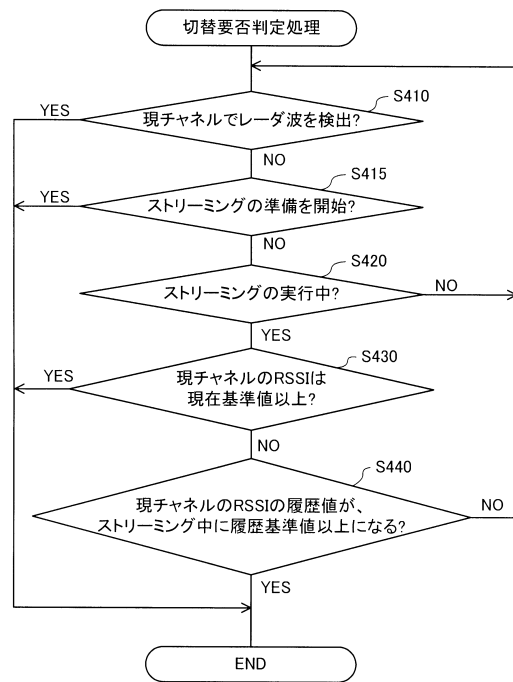 切替要否判定処理
S410
YES
現チャネルでレーダ波を検出?
NO
S415
YES
ストリーミングの準備を開始?
NO
S420
ストリーミングの実行中?
NO
YES
S430
YES
現チャネルのRSSIは
現在基準値以上?
NO
S440
現チャネルのRSSIの履歴値が、
ストリーミング中に履歴基準値以上になる?
NO
YES
END